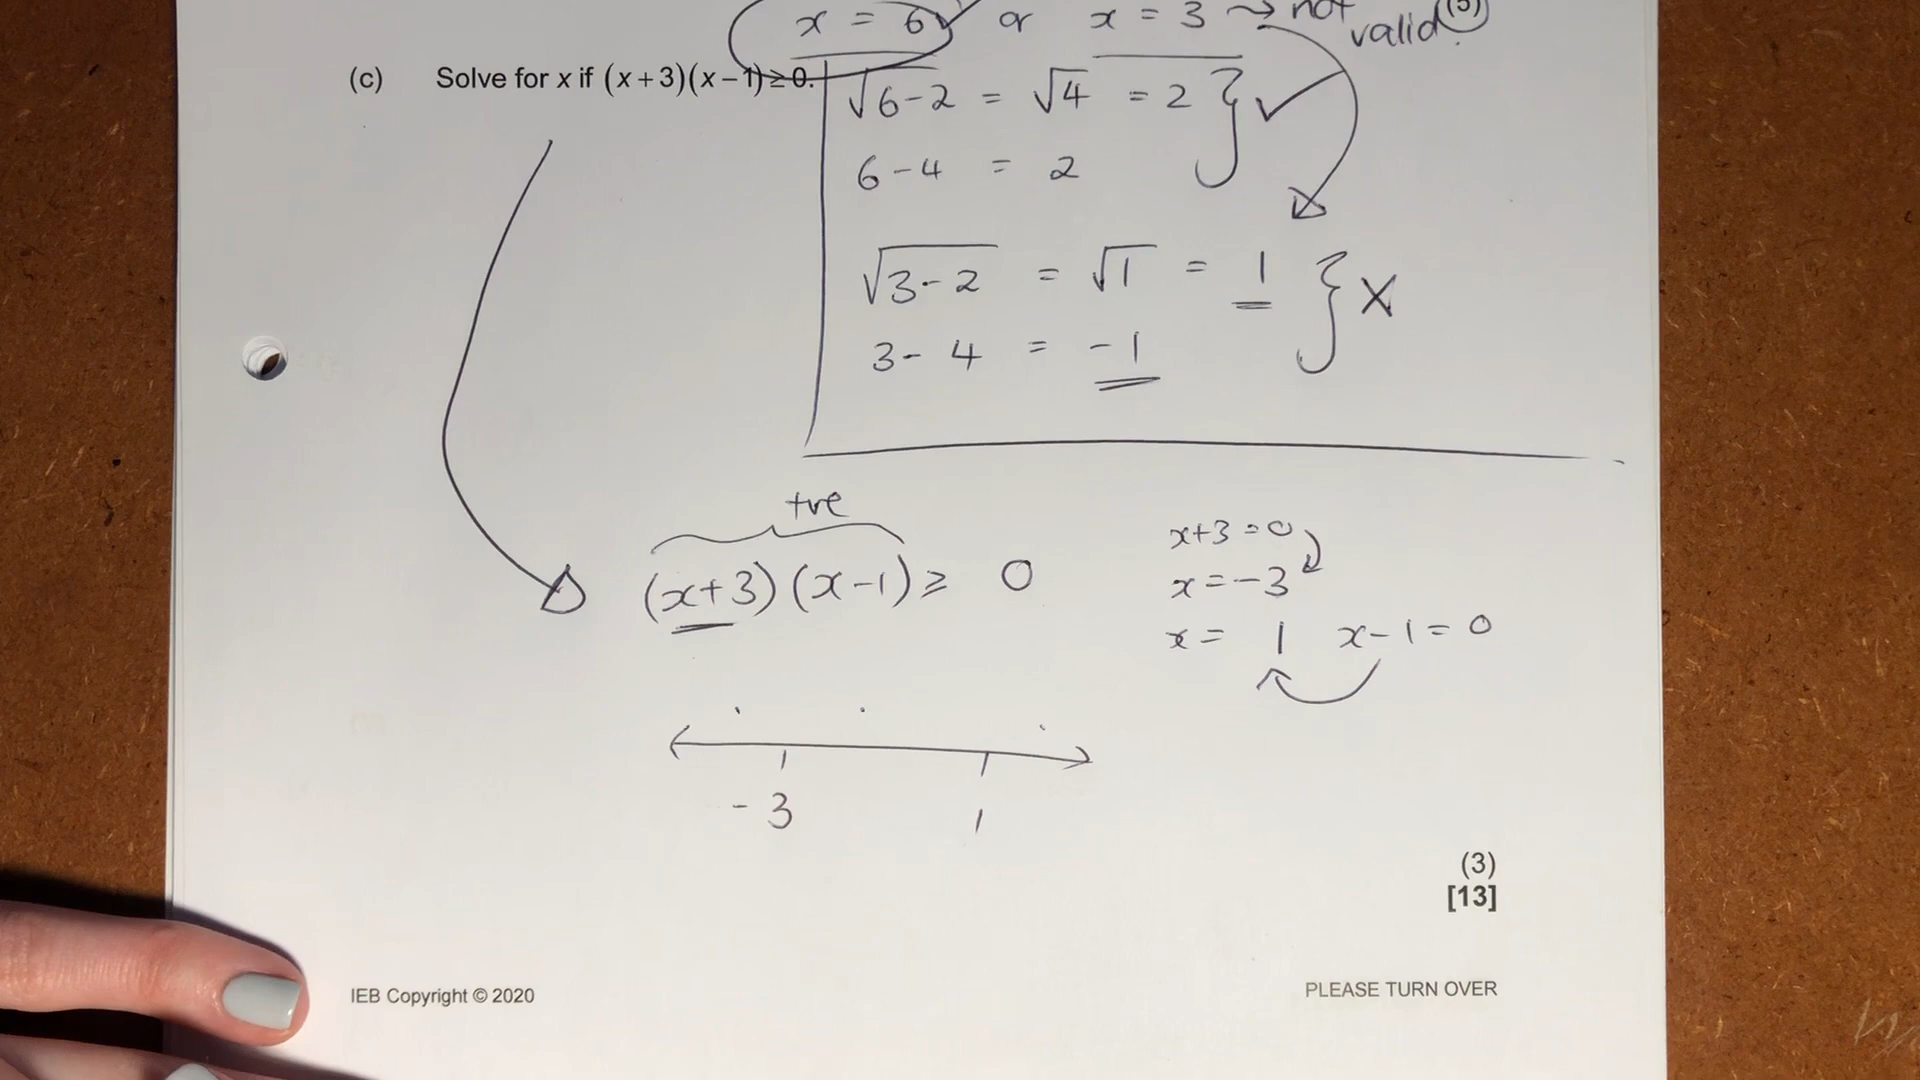 x = 6 ✓ or x = 3 → not valid. (5)
(c) Solve for x if (x+3)(x−1)≥0.
√6-2 = √4 = 2 } ✓
6-4 = 2
√3-2 = √1 = 1 } X
3- 4 = -1
+ve
(x+3)(x-1) ≥ 0
x+3=0
x=-3
x= 1 x-1=0
-3 1
(3)
[13]
IEB Copyright © 2020
PLEASE TURN OVER